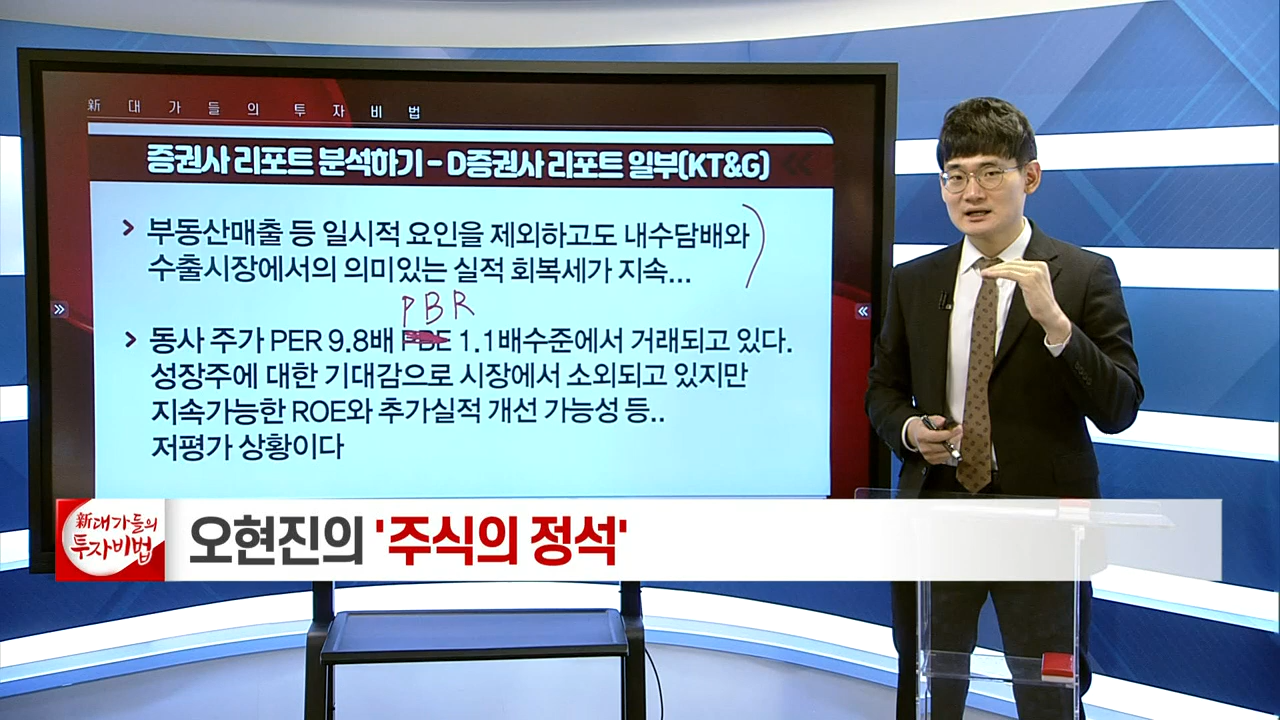 新 대 가 들 의 투 자 비 법
증권사 리포트 분석하기 - D증권사 리포트 일부(KT&G)
부동산매출 등 일시적 요인을 제외하고도 내수담배와
수출시장에서의 의미있는 실적 회복세가 지속...
PBR
동사 주가 PER 9.8배 PBE 1.1배수준에서 거래되고 있다.
성장주에 대한 기대감으로 시장에서 소외되고 있지만
지속가능한 ROE와 추가실적 개선 가능성 등..
저평가 상황이다
新대가들의
투자비법
오현진의 '주식의 정석'